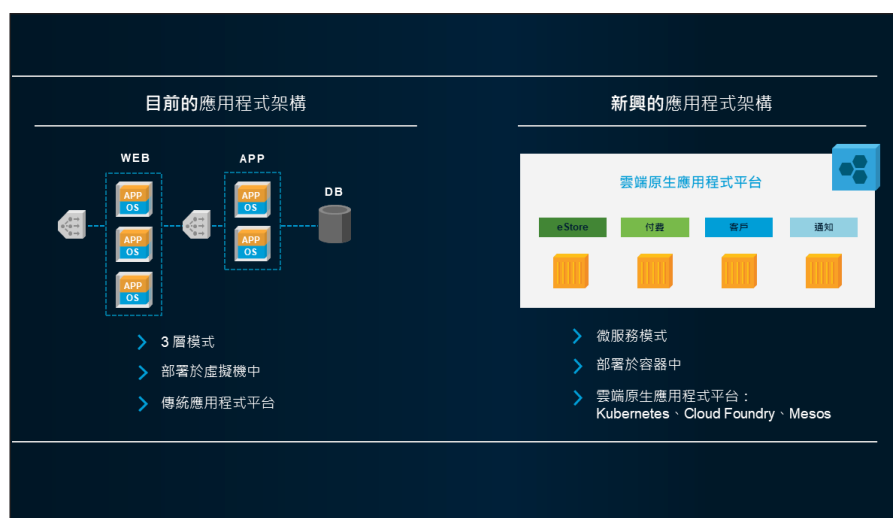 目前的應用程式架構
WEB
APP
DB
APP
OS
APP
OS
APP
OS
APP
OS
APP
OS
3 層模式
部署於虛擬機中
傳統應用程式平台
新興的應用程式架構
雲端原生應用程式平台
eStore
付費
客戶
通知
微服務模式
部署於容器中
雲端原生應用程式平台：
Kubernetes、Cloud Foundry、Mesos